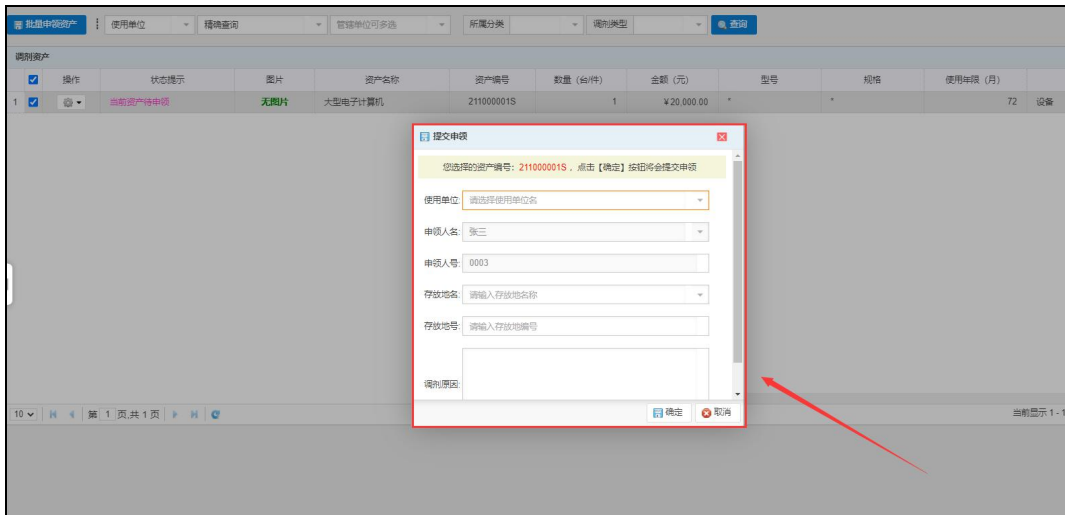 批量申领资产 使用单位 精确查询 管辖单位可多选 所属分类 调剂类型 查询
调剂资产
操作 状态提示 图片 资产名称 资产编号 数量（台/件） 金额（元） 型号 规格 使用年限（月）
1 当前资产待申领 无图片 大型电子计算机 211000001S 1 ￥20,000.00 * * 72 设备
提交申领
您选择的资产编号：211000001S，点击【确定】按钮将会提交申领
使用单位: 请选择使用单位名
申领人名: 张三
申领人号: 0003
存放地名: 请输入存放地名称
存放地号: 请输入存放地编号
调剂原因:
确定 取消
10 第 1 页,共 1 页 当前显示 1 - 1